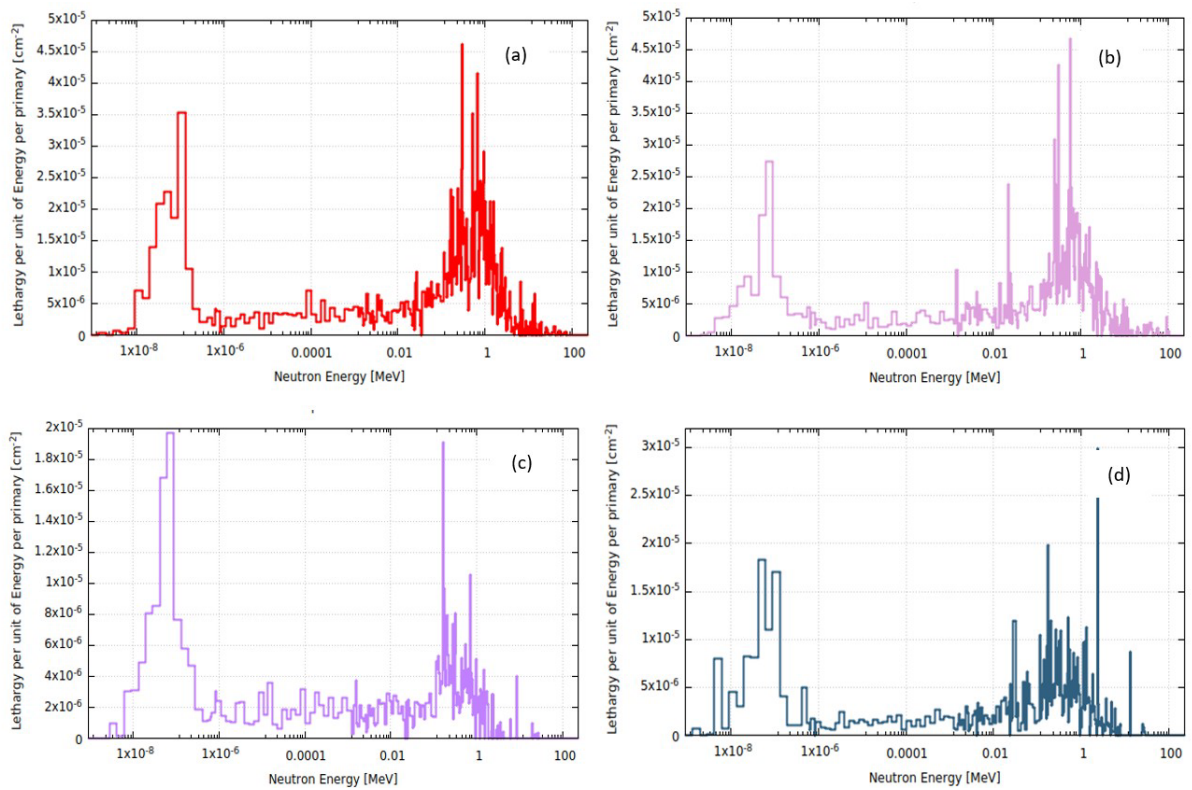 5x10-5
4.5x10-5
4x10-5
3.5x10-5
3x10-5
2.5x10-5
2x10-5
1.5x10-5
1x10-5
5x10-6
0
Lethargy per unit of Energy per primary [cm-2]
(a)
1x10-8 1x10-6 0.0001 0.01 1 100
Neutron Energy [MeV]
5x10-5
4.5x10-5
4x10-5
3.5x10-5
3x10-5
2.5x10-5
2x10-5
1.5x10-5
1x10-5
5x10-6
0
Lethargy per unit of Energy per primary [cm-2]
(b)
1x10-8 1x10-6 0.0001 0.01 1 100
Neutron Energy [MeV]
2x10-5
1.8x10-5
1.6x10-5
1.4x10-5
1.2x10-5
1x10-5
8x10-6
6x10-6
4x10-6
2x10-6
0
Lethargy per unit of Energy per primary [cm-2]
(c)
1x10-8 1x10-6 0.0001 0.01 1 100
Neutron Energy [MeV]
3x10-5
2.5x10-5
2x10-5
1.5x10-5
1x10-5
5x10-6
0
Lethargy per unit of Energy per primary [cm-2]
(d)
1x10-8 1x10-6 0.0001 0.01 1 100
Neutron Energy [MeV]